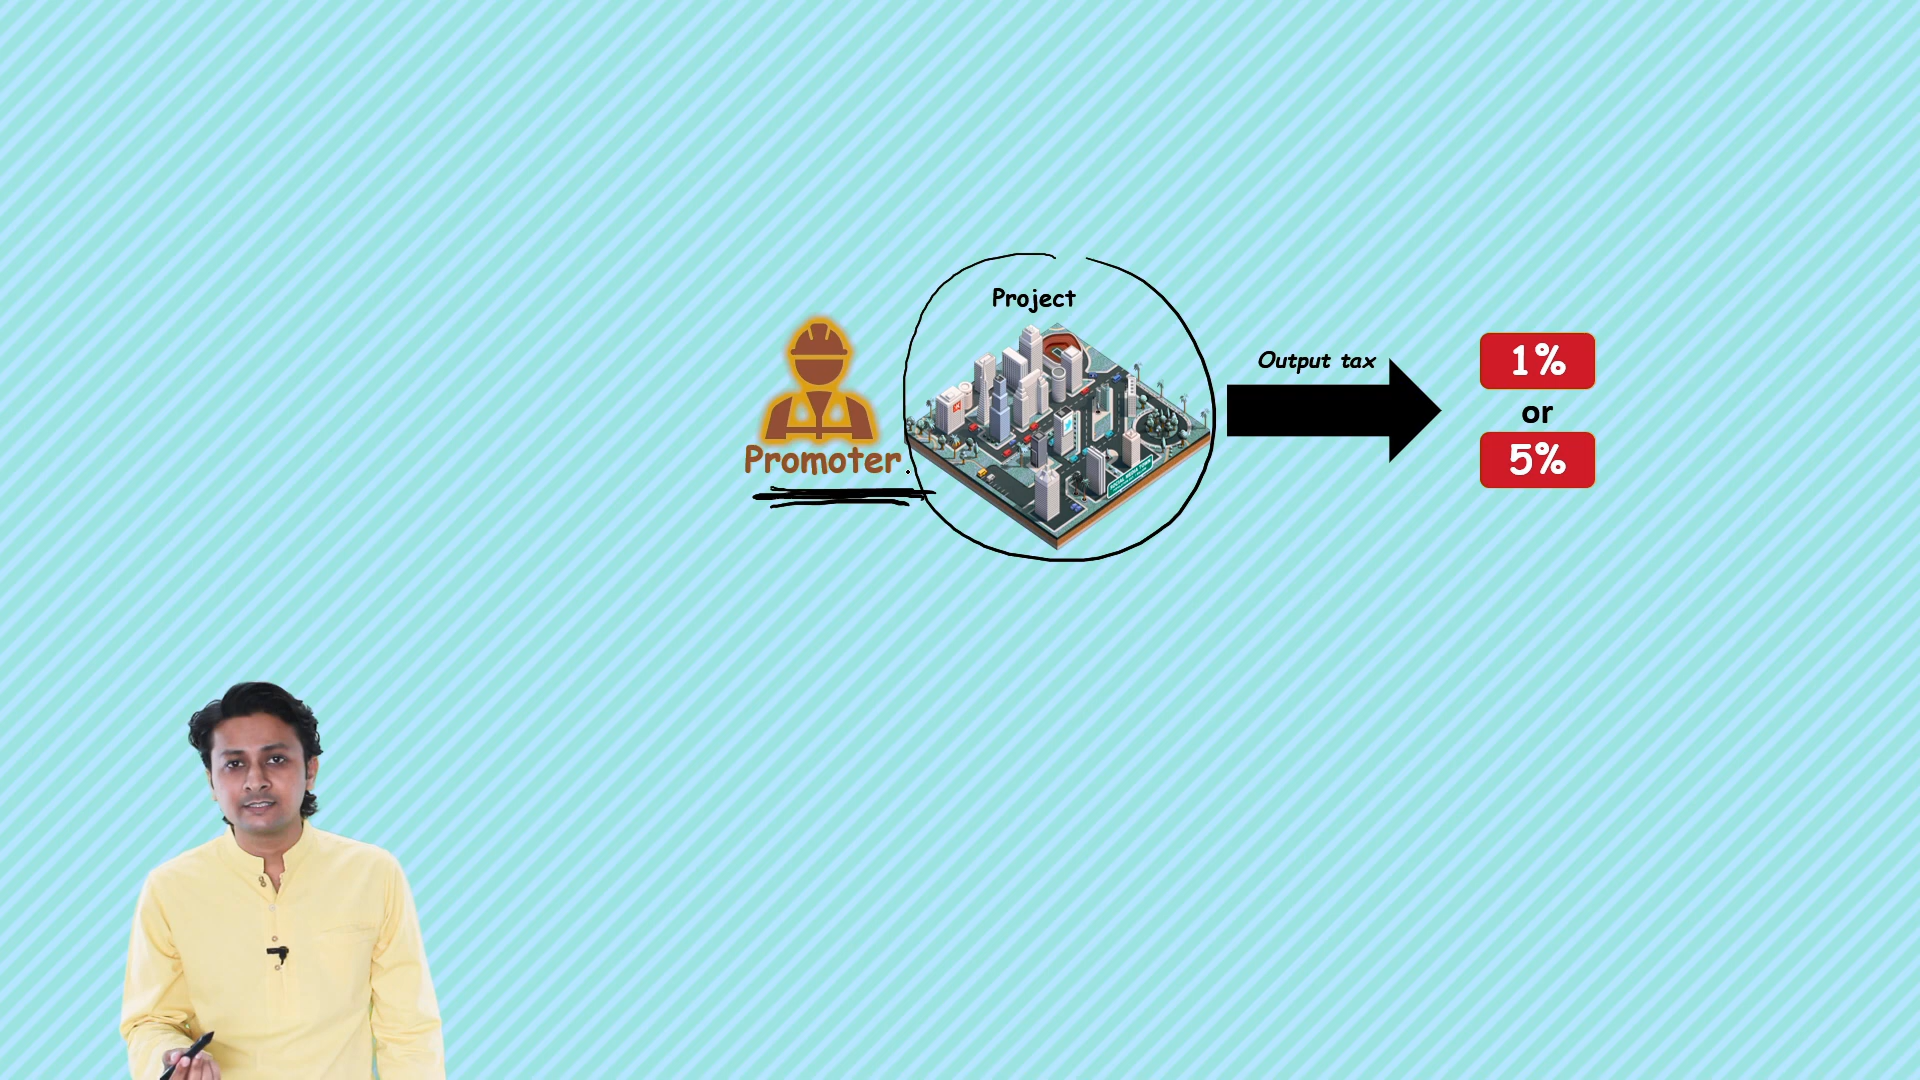 Project
Promoter
Output tax
1%
or
5%